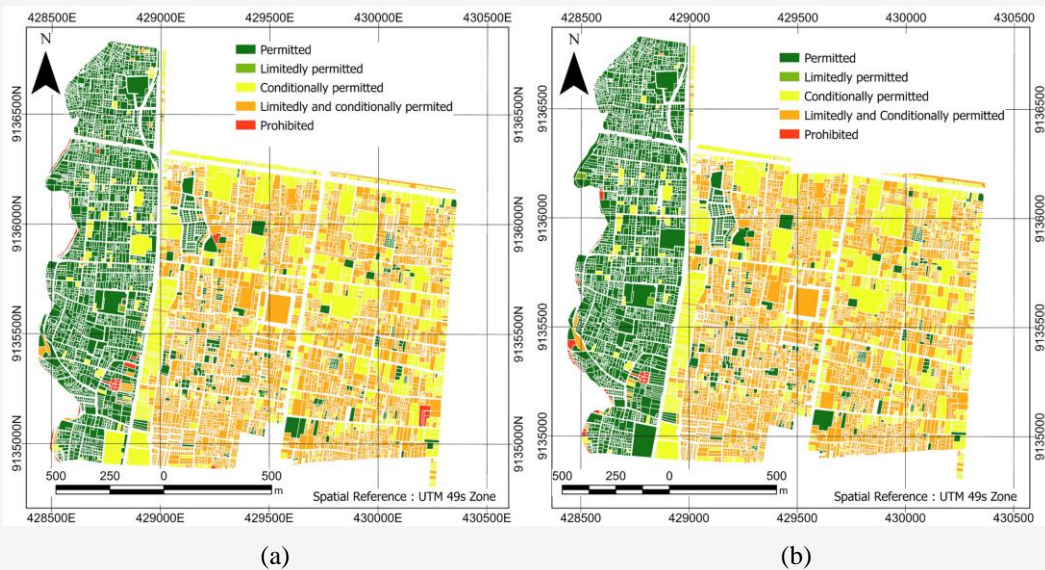 428500E 429000E 429500E 430000E 430500E
428500 429000 429500 430000 430500
N
Permitted
Limitedly permitted
Conditionally permitted
Limitedly and conditionally permited
Prohibited
N
Permitted
Limitedly permitted
Conditionally permitted
Limitedly and Conditionally permitted
Prohibited
9136500N 9136500N
9136000N 9136000N
9135500N 9135500N
9135000N 9135000N
9136500 9136500
9136000 9136000
9135500 9135500
9135000 9135000
500 250 0 500 m
Spatial Reference : UTM 49s Zone
500 250 0 500 m
Spatial Reference : UTM 49s Zone
428500E 429000E 429500E 430000E 430500E
428500 429000 429500 430000 430500
(a) (b)